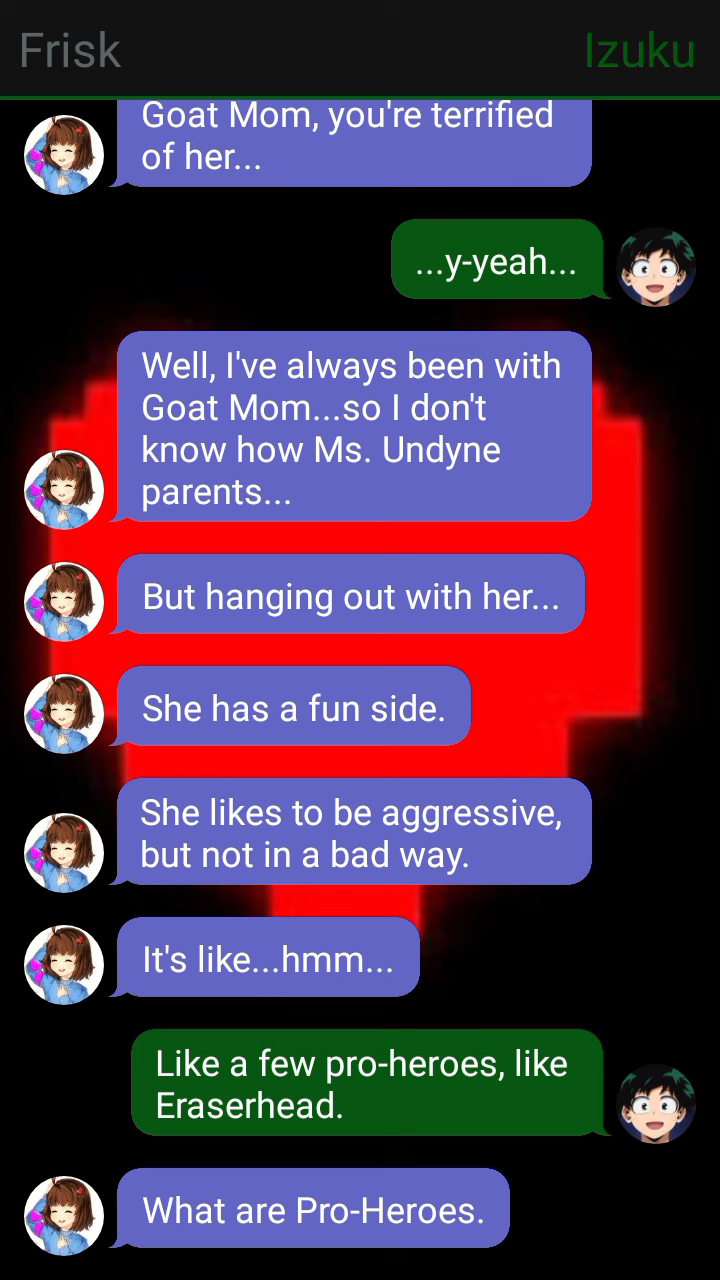 Frisk
Izuku
Goat Mom, you're terrified
of her...
...y-yeah...
Well, I've always been with
Goat Mom...so I don't
know how Ms. Undyne
parents...
But hanging out with her...
She has a fun side.
She likes to be aggressive,
but not in a bad way.
It's like...hmm...
Like a few pro-heroes, like
Eraserhead.
What are Pro-Heroes.